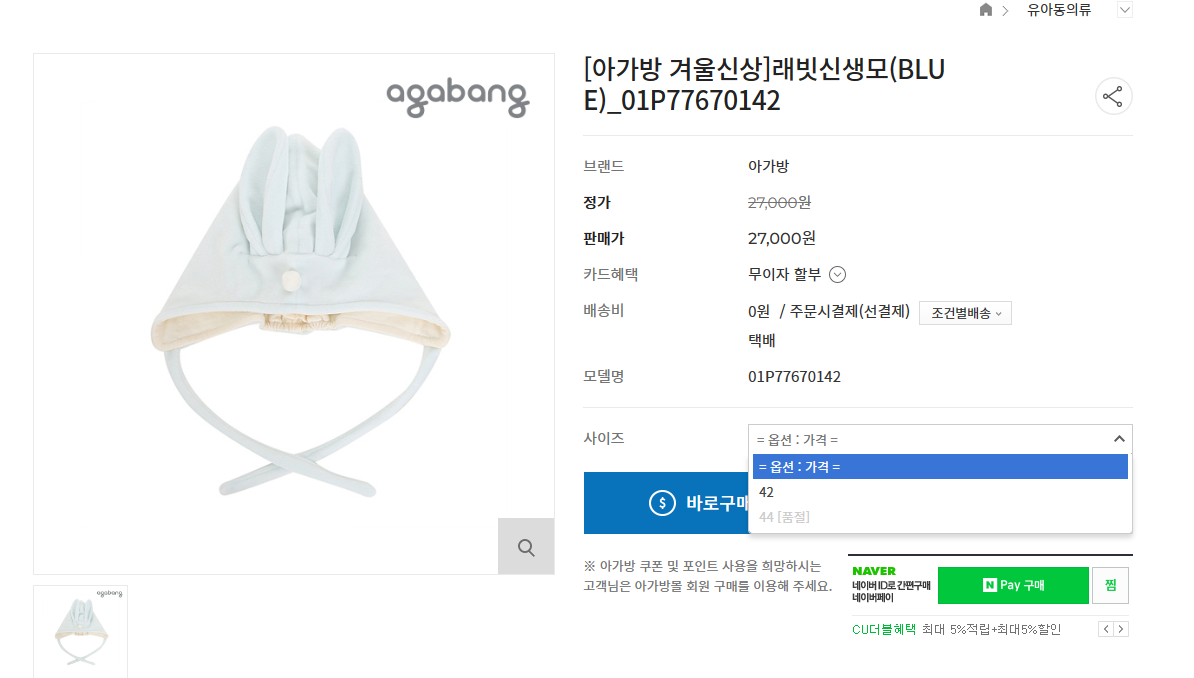 유아동의류
agabang
[아가방 겨울신상]래빗신생모(BLU
E)_01P77670142
브랜드 아가방
정가 27,000원
판매가 27,000원
카드혜택 무이자 할부
배송비 0원 / 주문시결제(선결제) 조건별배송
택배
모델명 01P77670142
사이즈 = 옵션 : 가격 =
= 옵션 : 가격 =
42
44 [품절]
바로구매
※ 아가방 쿠폰 및 포인트 사용을 희망하시는
고객님은 아가방몰 회원 구매를 이용해 주세요.
NAVER
네이버 ID로 간편구매
네이버페이
N Pay 구매
찜
CU더블혜택 최대 5%적립+최대5%할인
agabang